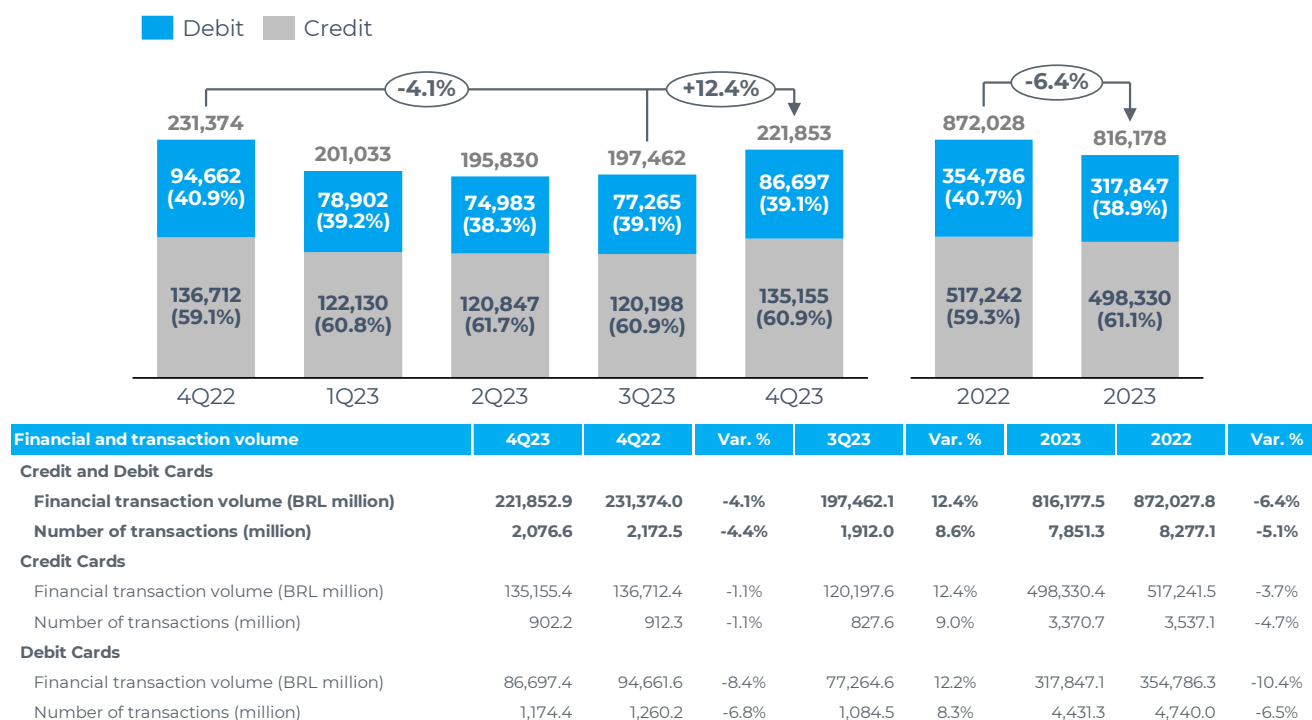 Debit Credit
-4.1% +12.4% -6.4%
231,374 201,033 195,830 197,462 221,853 872,028 816,178
94,662 78,902 74,983 77,265 86,697 354,786 317,847
(40.9%) (39.2%) (38.3%) (39.1%) (39.1%) (40.7%) (38.9%)
136,712 122,130 120,847 120,198 135,155 517,242 498,330
(59.1%) (60.8%) (61.7%) (60.9%) (60.9%) (59.3%) (61.1%)
4Q22 1Q23 2Q23 3Q23 4Q23 2022 2023
Financial and transaction volume 4Q23 4Q22 Var. % 3Q23 Var. % 2023 2022 Var. %
Credit and Debit Cards
Financial transaction volume (BRL million) 221,852.9 231,374.0 -4.1% 197,462.1 12.4% 816,177.5 872,027.8 -6.4%
Number of transactions (million) 2,076.6 2,172.5 -4.4% 1,912.0 8.6% 7,851.3 8,277.1 -5.1%
Credit Cards
Financial transaction volume (BRL million) 135,155.4 136,712.4 -1.1% 120,197.6 12.4% 498,330.4 517,241.5 -3.7%
Number of transactions (million) 902.2 912.3 -1.1% 827.6 9.0% 3,370.7 3,537.1 -4.7%
Debit Cards
Financial transaction volume (BRL million) 86,697.4 94,661.6 -8.4% 77,264.6 12.2% 317,847.1 354,786.3 -10.4%
Number of transactions (million) 1,174.4 1,260.2 -6.8% 1,084.5 8.3% 4,431.3 4,740.0 -6.5%